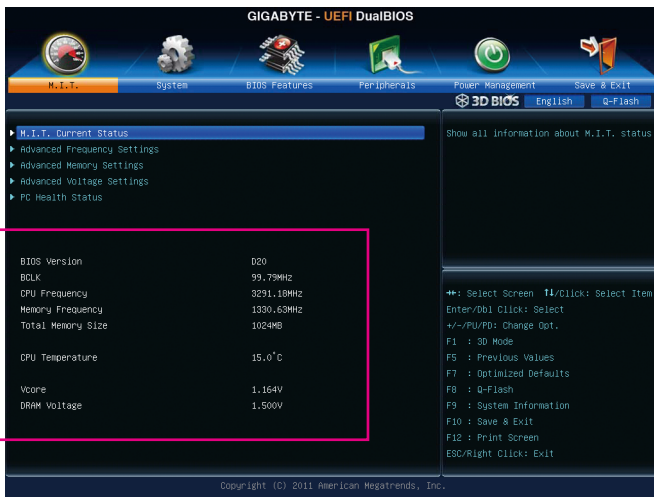 GIGABYTE - UEFI DualBIOS
M.I.T.
System
BIOS Features
Peripherals
Power Management
Save & Exit
3D BIOS
English
Q-Flash
M.I.T. Current Status
Advanced Frequency Settings
Advanced Memory Settings
Advanced Voltage Settings
PC Health Status
Show all information about M.I.T. status
BIOS Version D20
BCLK 99.79MHz
CPU Frequency 3291.18MHz
Memory Frequency 1330.63MHz
Total Memory Size 1024MB
CPU Temperature 15.0°C
Vcore 1.164V
DRAM Voltage 1.500V
→←: Select Screen ↑↓/Click: Select Item
Enter/Dbl Click: Select
+/-/PU/PD: Change Opt.
F1 : 3D Mode
F5 : Previous Values
F7 : Optimized Defaults
F8 : Q-Flash
F9 : System Information
F10 : Save & Exit
F12 : Print Screen
ESC/Right Click: Exit
Copyright (C) 2011 American Megatrends, Inc.